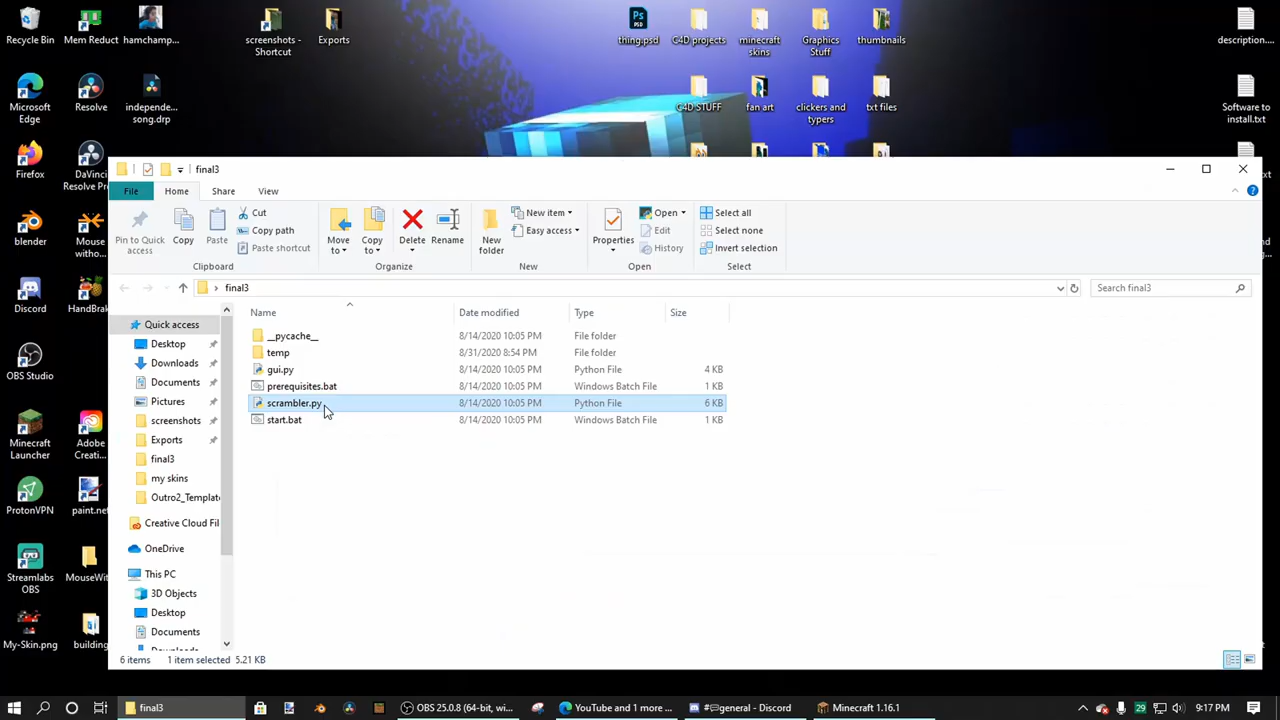 Recycle Bin
Mem Reduct
hamchamp...
screenshots - Shortcut
Exports
thing.psd
C4D projects
minecraft skins
Graphics Stuff
thumbnails
description....
Microsoft Edge
Resolve
independe... song.drp
C4D STUFF
fan art
clickers and typers
txt files
Software to install.txt
Firefox
DaVinci Resolve Pro
blender
Mouse witho...
Discord
HandBrak
OBS Studio
Minecraft Launcher
Adobe Creati...
ProtonVPN
paint.net
Streamlabs OBS
MouseWit
My-Skin.png
building
final3
File
Home
Share
View
Pin to Quick access
Copy
Paste
Cut
Copy path
Paste shortcut
Clipboard
Move to
Copy to
Delete
Rename
Organize
New folder
New item
Easy access
New
Properties
Open
Edit
History
Open
Select all
Select none
Invert selection
Select
final3
Search final3
Name
Date modified
Type
Size
Quick access
Desktop
Downloads
Documents
Pictures
screenshots
Exports
final3
my skins
Outro2_Template
Creative Cloud Fil
OneDrive
This PC
3D Objects
Desktop
Documents
__pycache__ 8/14/2020 10:05 PM File folder
temp 8/31/2020 8:54 PM File folder
gui.py 8/14/2020 10:05 PM Python File 4 KB
prerequisites.bat 8/14/2020 10:05 PM Windows Batch File 1 KB
scrambler.py 8/14/2020 10:05 PM Python File 6 KB
start.bat 8/14/2020 10:05 PM Windows Batch File 1 KB
6 items 1 item selected 5.21 KB
final3
OBS 25.0.8 (64-bit, wi...
YouTube and 1 more ...
general - Discord
Minecraft 1.16.1
29
9:17 PM